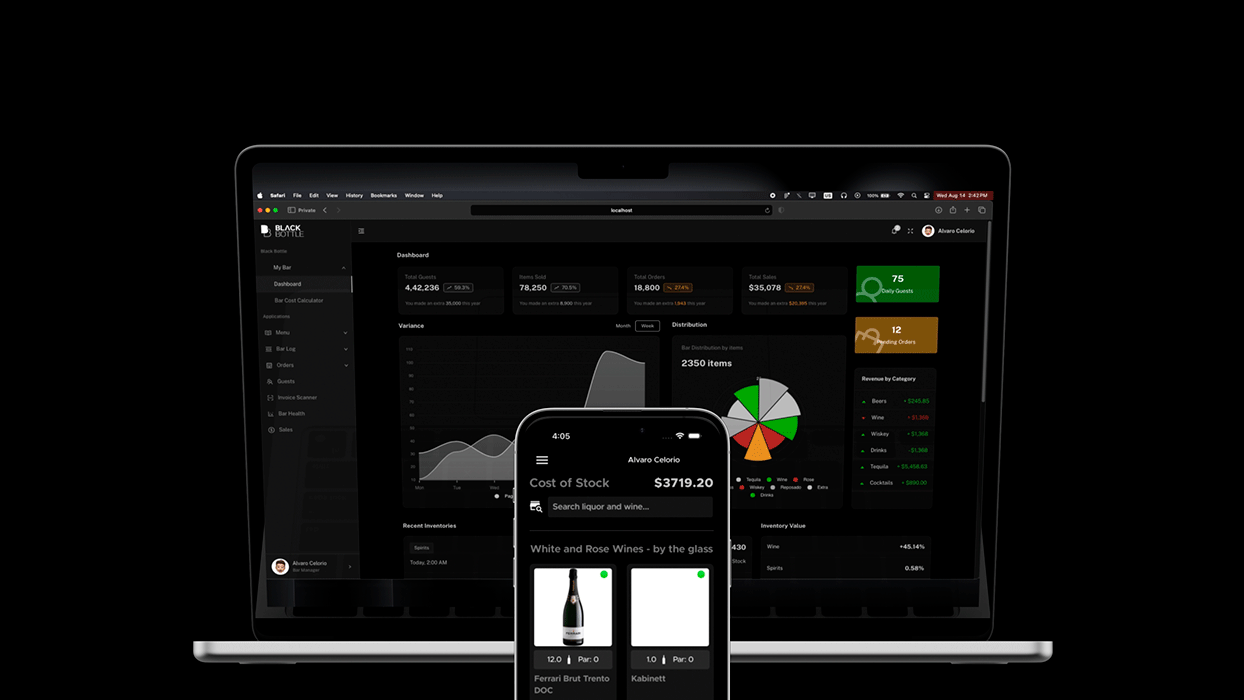 Safari File Edit View History Bookmarks Window Help
100%
Wed Aug 14 2:43 PM
Private
localhost
BLACK
BOTTLE
Alvaro Celorio
Black Bottle
My Bar
Dashboard
Bar Cost Calculator
Applications
Menu
Bar Log
Orders
Guests
Invoice Scanner
Bar Health
Sales
Alvaro Celorio
Bar Manager
Dashboard
Total Guests
4,42,236 59.3%
You made an extra 35,000 this year
Items Sold
78,250 70.5%
You made an extra 8,900 this year
Total Orders
18,800 27.4%
You made an extra 1,943 this year
Total Sales
$35,078 27.4%
You made an extra $20,395 this year
75
Daily Guests
12
Pending Orders
Variance
Month Week
Mon Tue Wed
Distribution
Bar Distribution by Items
2350 items
Tequila Wine Rose
Wiskey Reposado Extra
Drinks
Revenue by Category
Beers + $245.85
Wine
Wiskey + $1,368
Drinks - $1,368
Tequila + $5,458.63
Cocktails + $890.00
Recent Inventories
Spirits
Today, 2:00 AM
430
Stock
Inventory Value
Wine +45.14%
Spirits 0.58%
4:05
Alvaro Celorio
Cost of Stock $3719.20
Search liquor and wine...
White and Rose Wines - by the glass
FERRARI
12.0 Par: 0
Ferrari Brut Trento
DOC
1.0 Par: 0
Kabinett